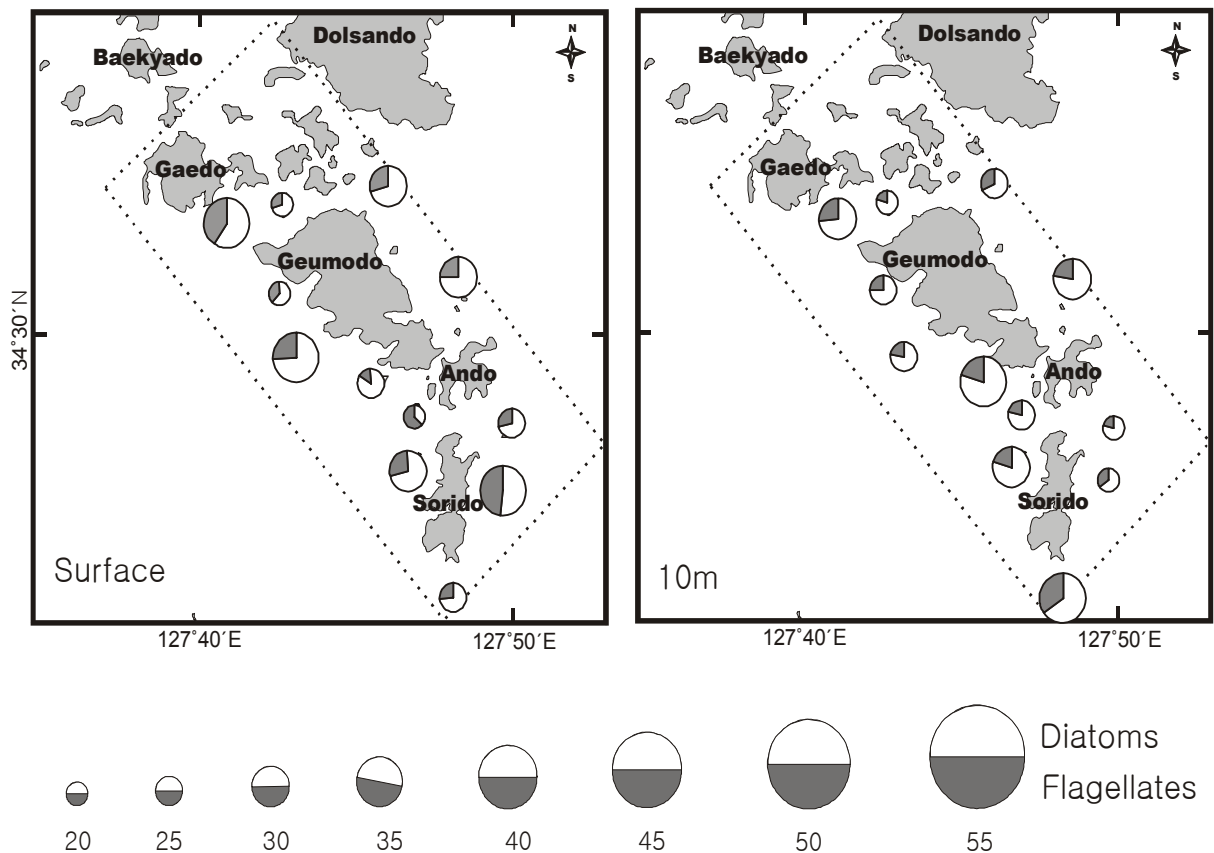 Dolsando
Baekyado
N
S
Gaedo
Geumodo
34°30´N
Ando
Sorido
Surface
127°40´E
127°50´E
Dolsando
Baekyado
N
S
Gaedo
Geumodo
Ando
Sorido
10m
127°40´E
127°50´E
Diatoms
Flagellates
20 25 30 35 40 45 50 55